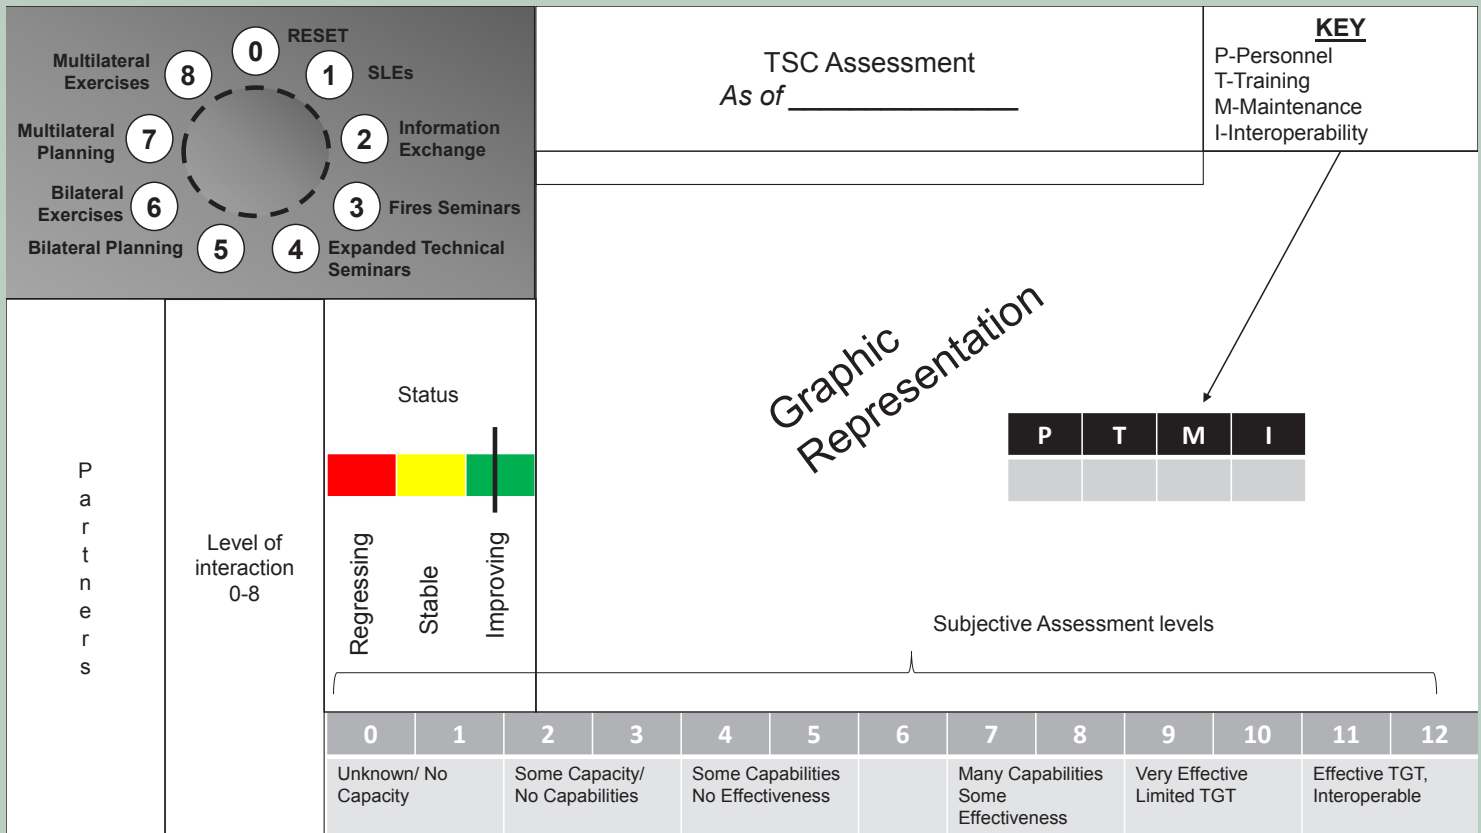 0 RESET
1 SLEs
2 Information
Exchange
3 Fires Seminars
4 Expanded Technical
Seminars
5 Bilateral Planning
6 Bilateral
Exercises
7 Multilateral
Planning
8 Multilateral
Exercises
TSC Assessment
As of _________________
KEY
P-Personnel
T-Training
M-Maintenance
I-Interoperability
Partners
Level of
interaction
0-8
Status
Regressing
Stable
Improving
Graphic
Representation
P T M I
Subjective Assessment levels
0 1 2 3 4 5 6 7 8 9 10 11 12
Unknown/ No
Capacity
Some Capacity/
No Capabilities
Some Capabilities
No Effectiveness
Many Capabilities
Some
Effectiveness
Very Effective
Limited TGT
Effective TGT,
Interoperable